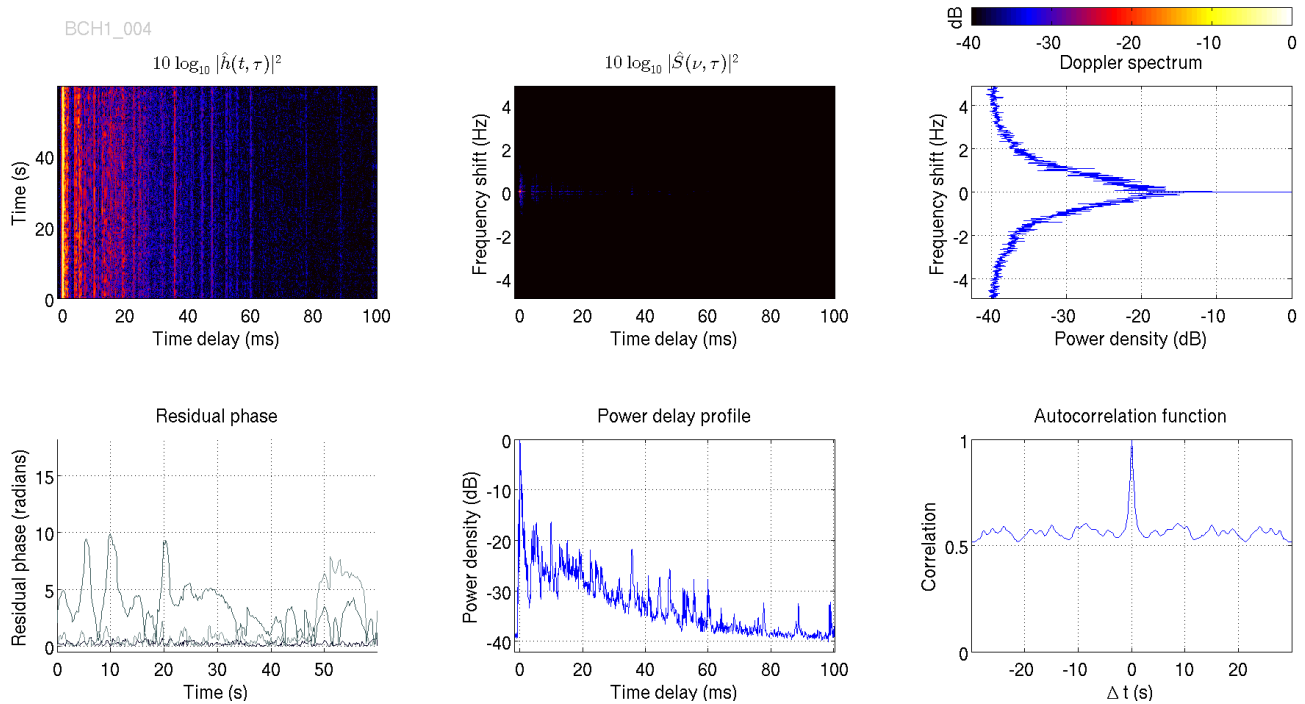 BCH1_004
dB
-40 -30 -20 -10 0
10 log₁₀ |ĥ(t, τ)|²
Time (s)
40
20
0
0 20 40 60 80 100
Time delay (ms)
10 log₁₀ |Ŝ(ν, τ)|²
Frequency shift (Hz)
4
2
0
-2
-4
0 20 40 60 80 100
Time delay (ms)
Doppler spectrum
Frequency shift (Hz)
4
2
0
-2
-4
-40 -30 -20 -10 0
Power density (dB)
Residual phase
Residual phase (radians)
15
10
5
0
0 10 20 30 40 50
Time (s)
Power delay profile
Power density (dB)
0
-10
-20
-30
-40
0 20 40 60 80 100
Time delay (ms)
Autocorrelation function
Correlation
1
0.5
0
-20 -10 0 10 20
Δ t (s)